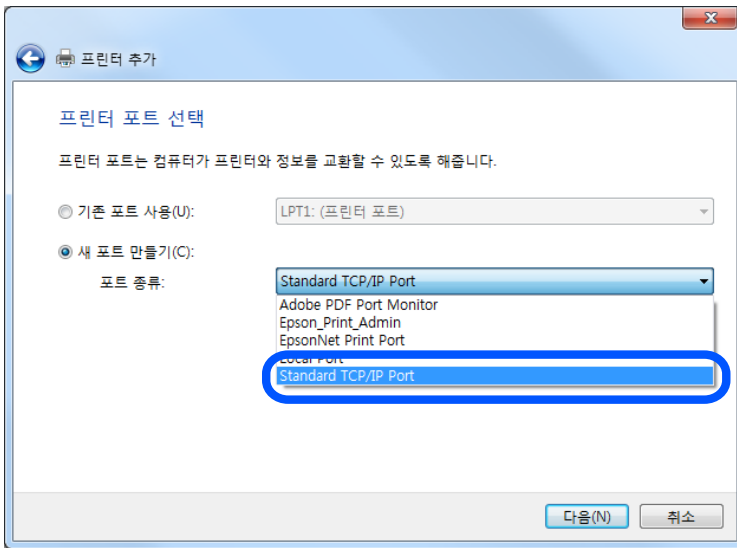 프린터 추가
프린터 포트 선택
프린터 포트는 컴퓨터가 프린터와 정보를 교환할 수 있도록 해줍니다.
기존 포트 사용(U): LPT1: (프린터 포트)
새 포트 만들기(C):
포트 종류: Standard TCP/IP Port
Adobe PDF Port Monitor
Epson_Print_Admin
EpsonNet Print Port
Local Port
Standard TCP/IP Port
다음(N) 취소